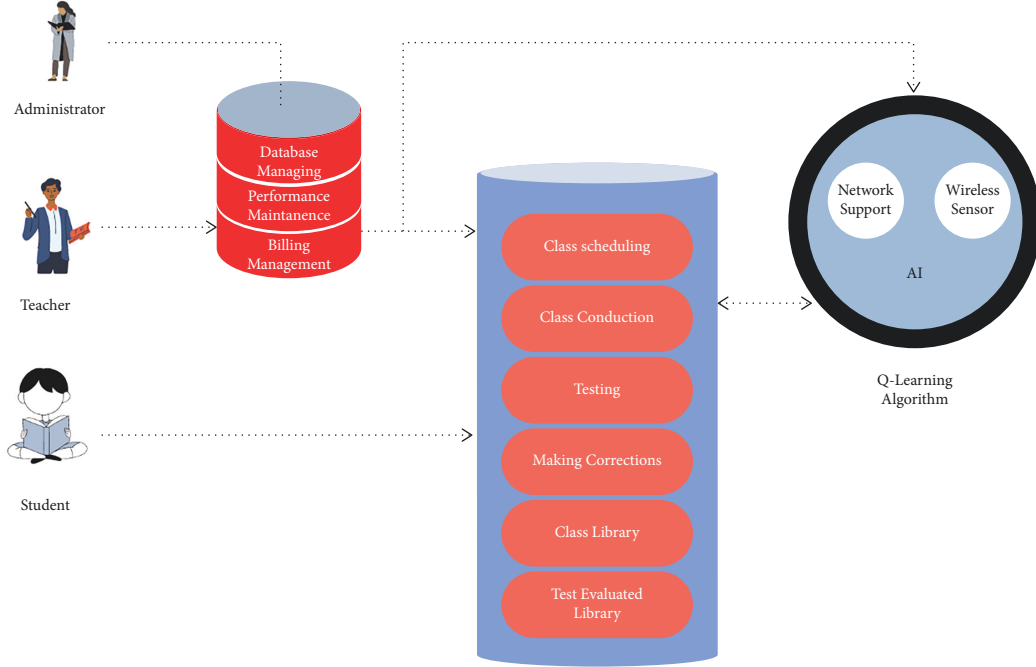 Administrator
Database
Managing
Performance
Maintanence
Billing
Management
Teacher
Student
Class scheduling
Class Conduction
Testing
Making Corrections
Class Library
Test Evaluated
Library
Network
Support
Wireless
Sensor
AI
Q-Learning
Algorithm